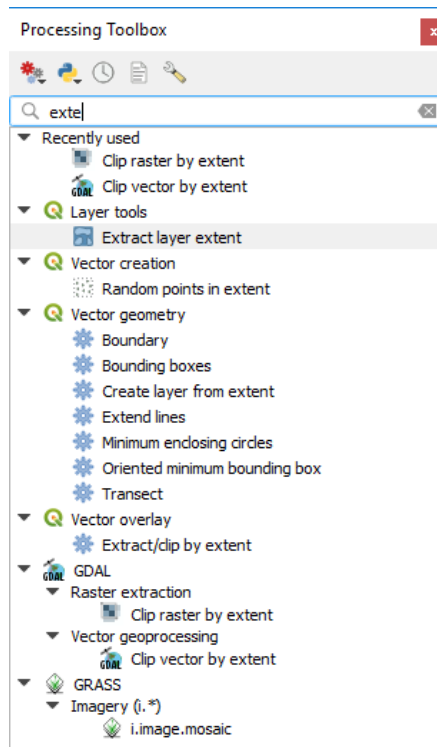 Processing Toolbox
x
exte
Recently used
Clip raster by extent
GDAL Clip vector by extent
Layer tools
Extract layer extent
Vector creation
Random points in extent
Vector geometry
Boundary
Bounding boxes
Create layer from extent
Extend lines
Minimum enclosing circles
Oriented minimum bounding box
Transect
Vector overlay
Extract/clip by extent
GDAL GDAL
Raster extraction
Clip raster by extent
Vector geoprocessing
GDAL Clip vector by extent
GRASS
Imagery (i.*)
i.image.mosaic